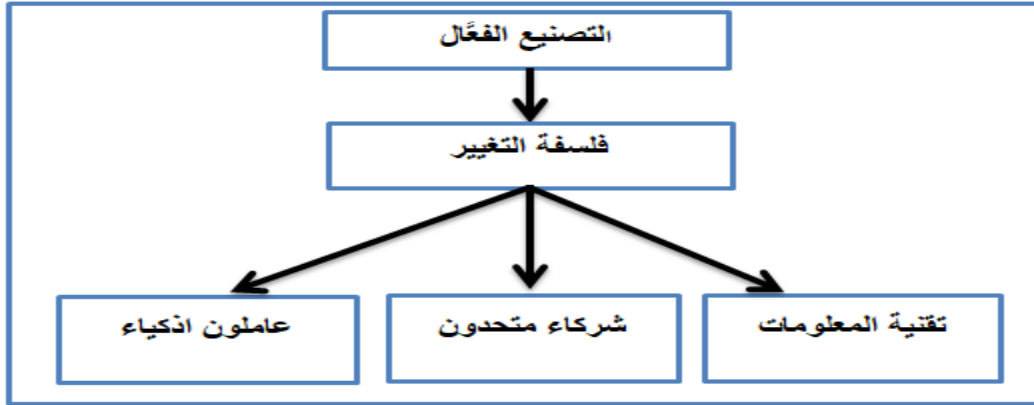 التصنيع الفعَّال
فلسفة التغيير
تقنية المعلومات
شركاء متحدون
عاملون اذكياء